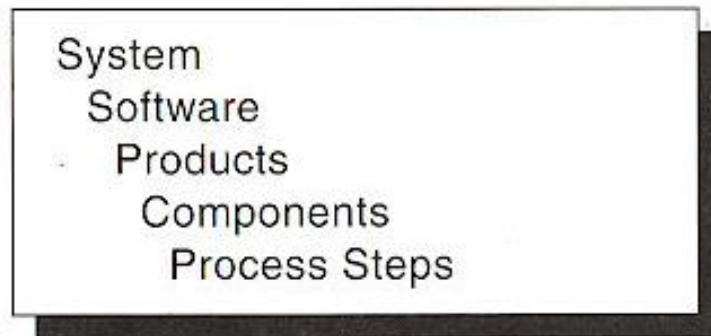 System
Software
Products
Components
Process Steps